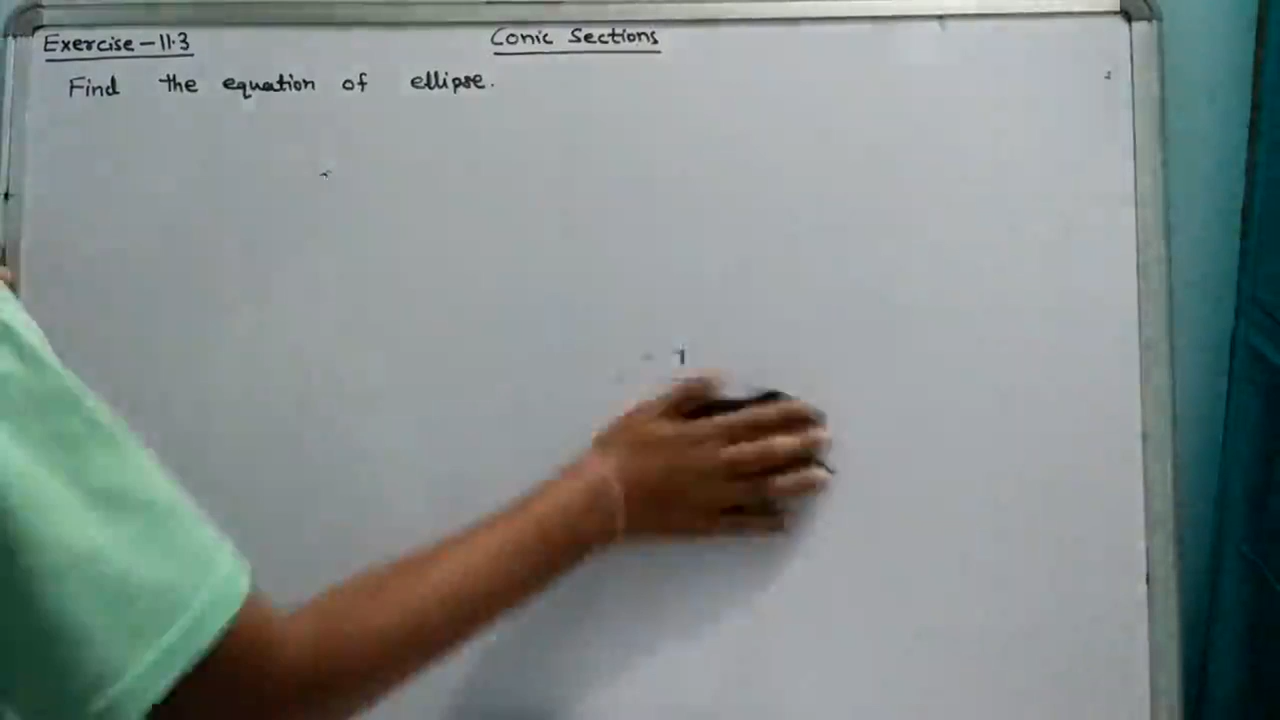 Exercise-11.3
Conic Sections
Find the equation of ellipse.